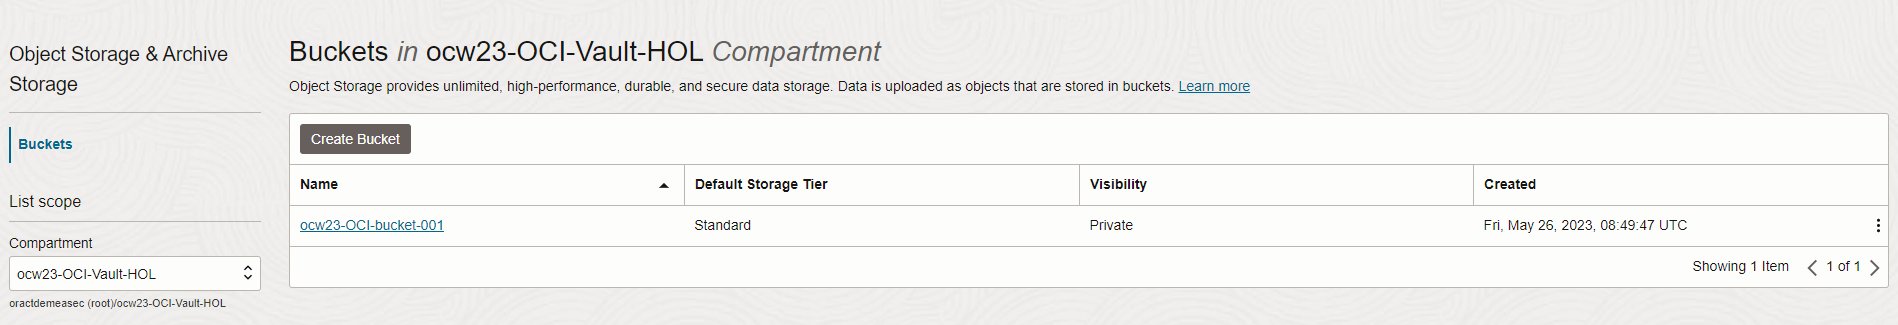 Object Storage & Archive
Storage
Buckets
List scope
Compartment
ocw23-OCI-Vault-HOL
oractdemeasec (root)/ocw23-OCI-Vault-HOL
Buckets in ocw23-OCI-Vault-HOL Compartment
Object Storage provides unlimited, high-performance, durable, and secure data storage. Data is uploaded as objects that are stored in buckets. Learn more
Create Bucket
Name Default Storage Tier Visibility Created
ocw23-OCI-bucket-001 Standard Private Fri, May 26, 2023, 08:49:47 UTC
Showing 1 Item 1 of 1